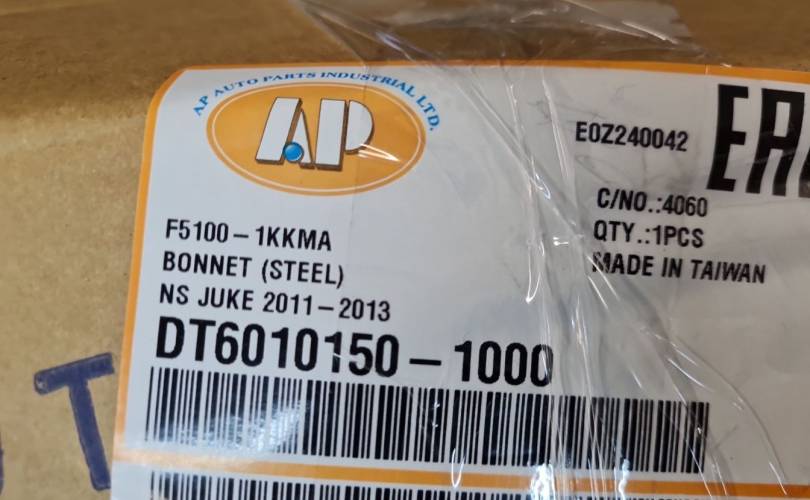 AP AUTO PARTS INDUSTRIAL LTD.
AP
E0Z240042
C/NO.:4060
QTY.:1PCS
MADE IN TAIWAN
F5100-1KKMA
BONNET (STEEL)
NS JUKE 2011-2013
DT6010150-1000
T